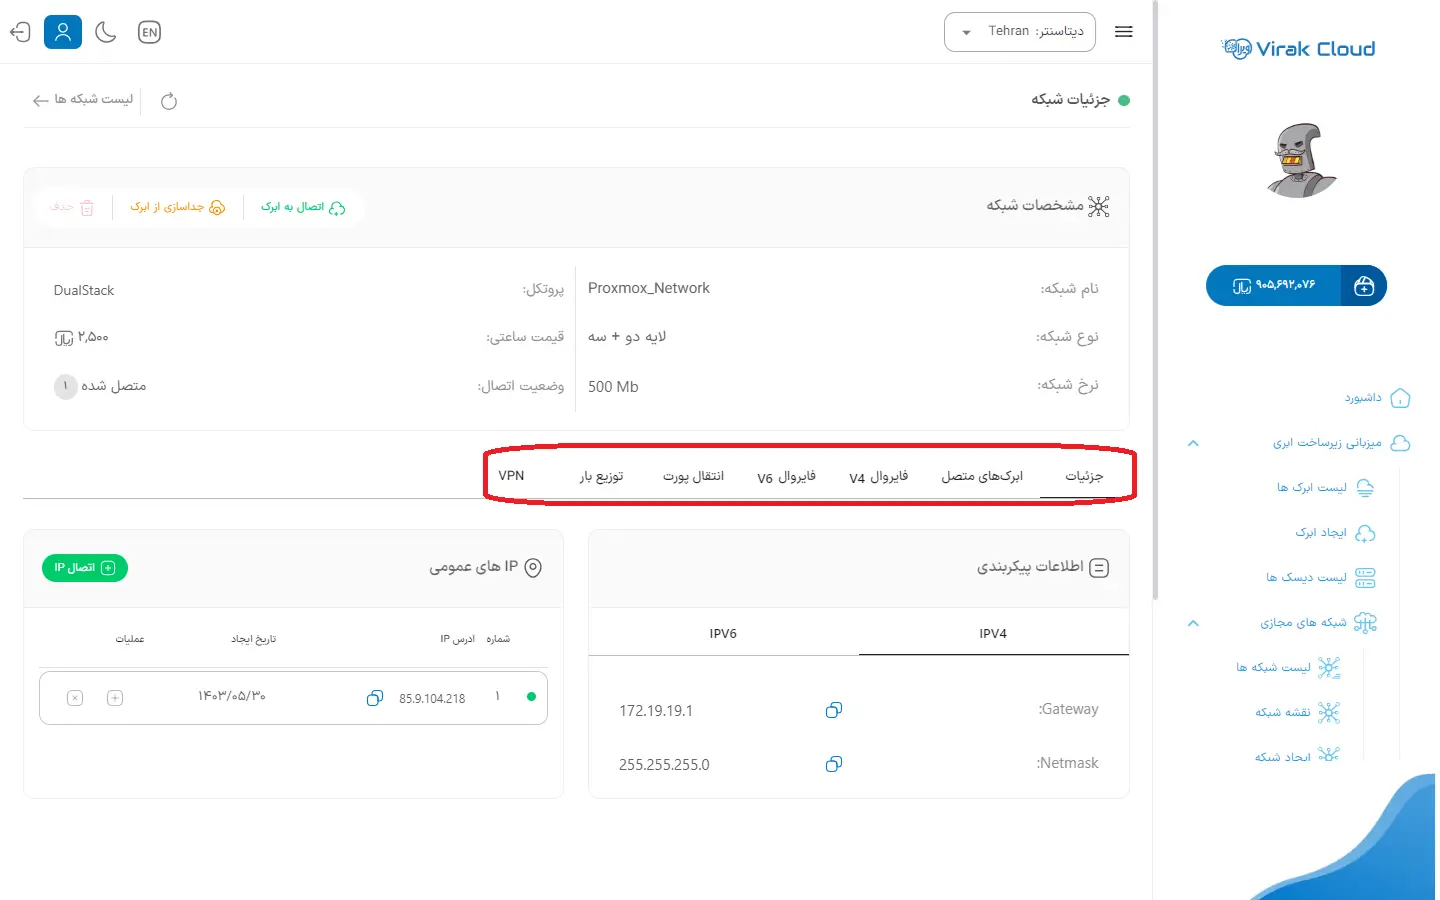 دیتاسنتر: Tehran
EN
Virak Cloud
جزئیات شبکه
لیست شبکه ها
مشخصات شبکه
اتصال به ابرک
جداسازی از ابرک
حذف
نام شبکه: Proxmox_Network
پروتکل: DualStack
نوع شبکه: لایه دو + سه
قیمت ساعتی: ۲,۵۰۰ ریال
نرخ شبکه: 500 Mb
وضعیت اتصال: متصل شده ۱
جزئیات
ابرک‌های متصل
فایروال V4
فایروال V6
انتقال پورت
توزیع بار
VPN
اطلاعات پیکربندی
IPV4
IPV6
Gateway: 172.19.19.1
Netmask: 255.255.255.0
IP های عمومی
اتصال IP
شماره آدرس IP تاریخ ایجاد عملیات
۱ 85.9.104.218 ۱۴۰۳/۰۵/۳۰
۹۰۵,۶۹۲,۰۷۶ ریال
داشبورد
میزبانی زیرساخت ابری
لیست ابرک ها
ایجاد ابرک
لیست دیسک ها
شبکه های مجازی
لیست شبکه ها
نقشه شبکه
ایجاد شبکه